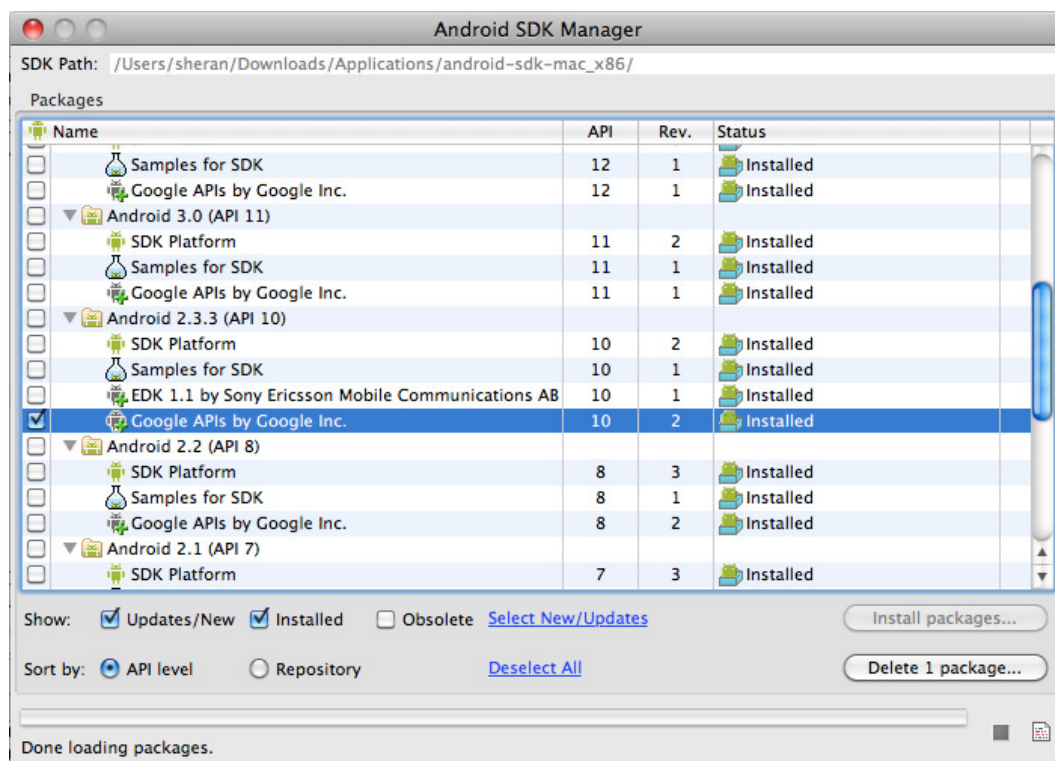 Android SDK Manager
SDK Path: /Users/sheran/Downloads/Applications/android-sdk-mac_x86/
Packages
Name API Rev. Status
Samples for SDK 12 1 Installed
Google APIs by Google Inc. 12 1 Installed
Android 3.0 (API 11)
SDK Platform 11 2 Installed
Samples for SDK 11 1 Installed
Google APIs by Google Inc. 11 1 Installed
Android 2.3.3 (API 10)
SDK Platform 10 2 Installed
Samples for SDK 10 1 Installed
EDK 1.1 by Sony Ericsson Mobile Communications AB 10 1 Installed
Google APIs by Google Inc. 10 2 Installed
Android 2.2 (API 8)
SDK Platform 8 3 Installed
Samples for SDK 8 1 Installed
Google APIs by Google Inc. 8 2 Installed
Android 2.1 (API 7)
SDK Platform 7 3 Installed
Show: Updates/New Installed Obsolete Select New/Updates Install packages...
Sort by: API level Repository Deselect All Delete 1 package...
Done loading packages.